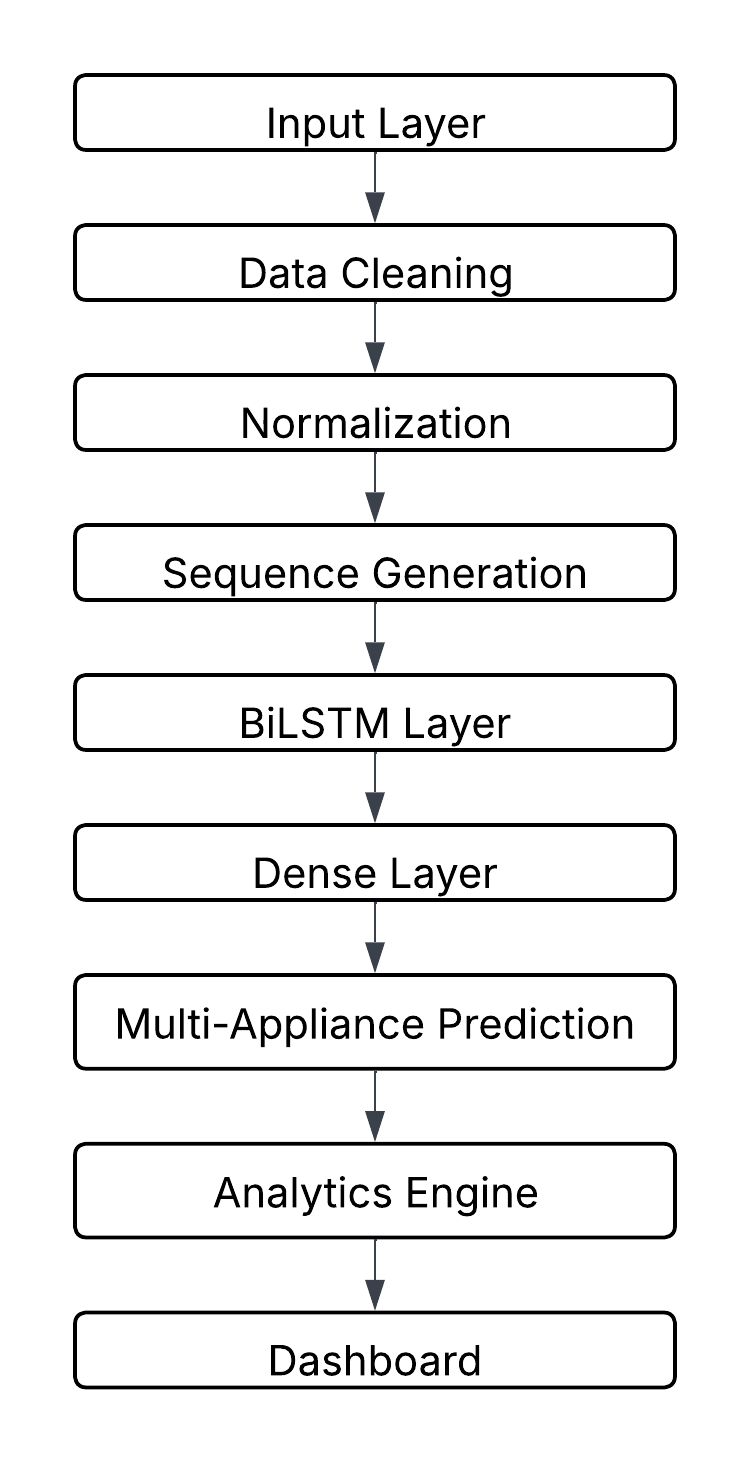 Input Layer
Data Cleaning
Normalization
Sequence Generation
BiLSTM Layer
Dense Layer
Multi-Appliance Prediction
Analytics Engine
Dashboard